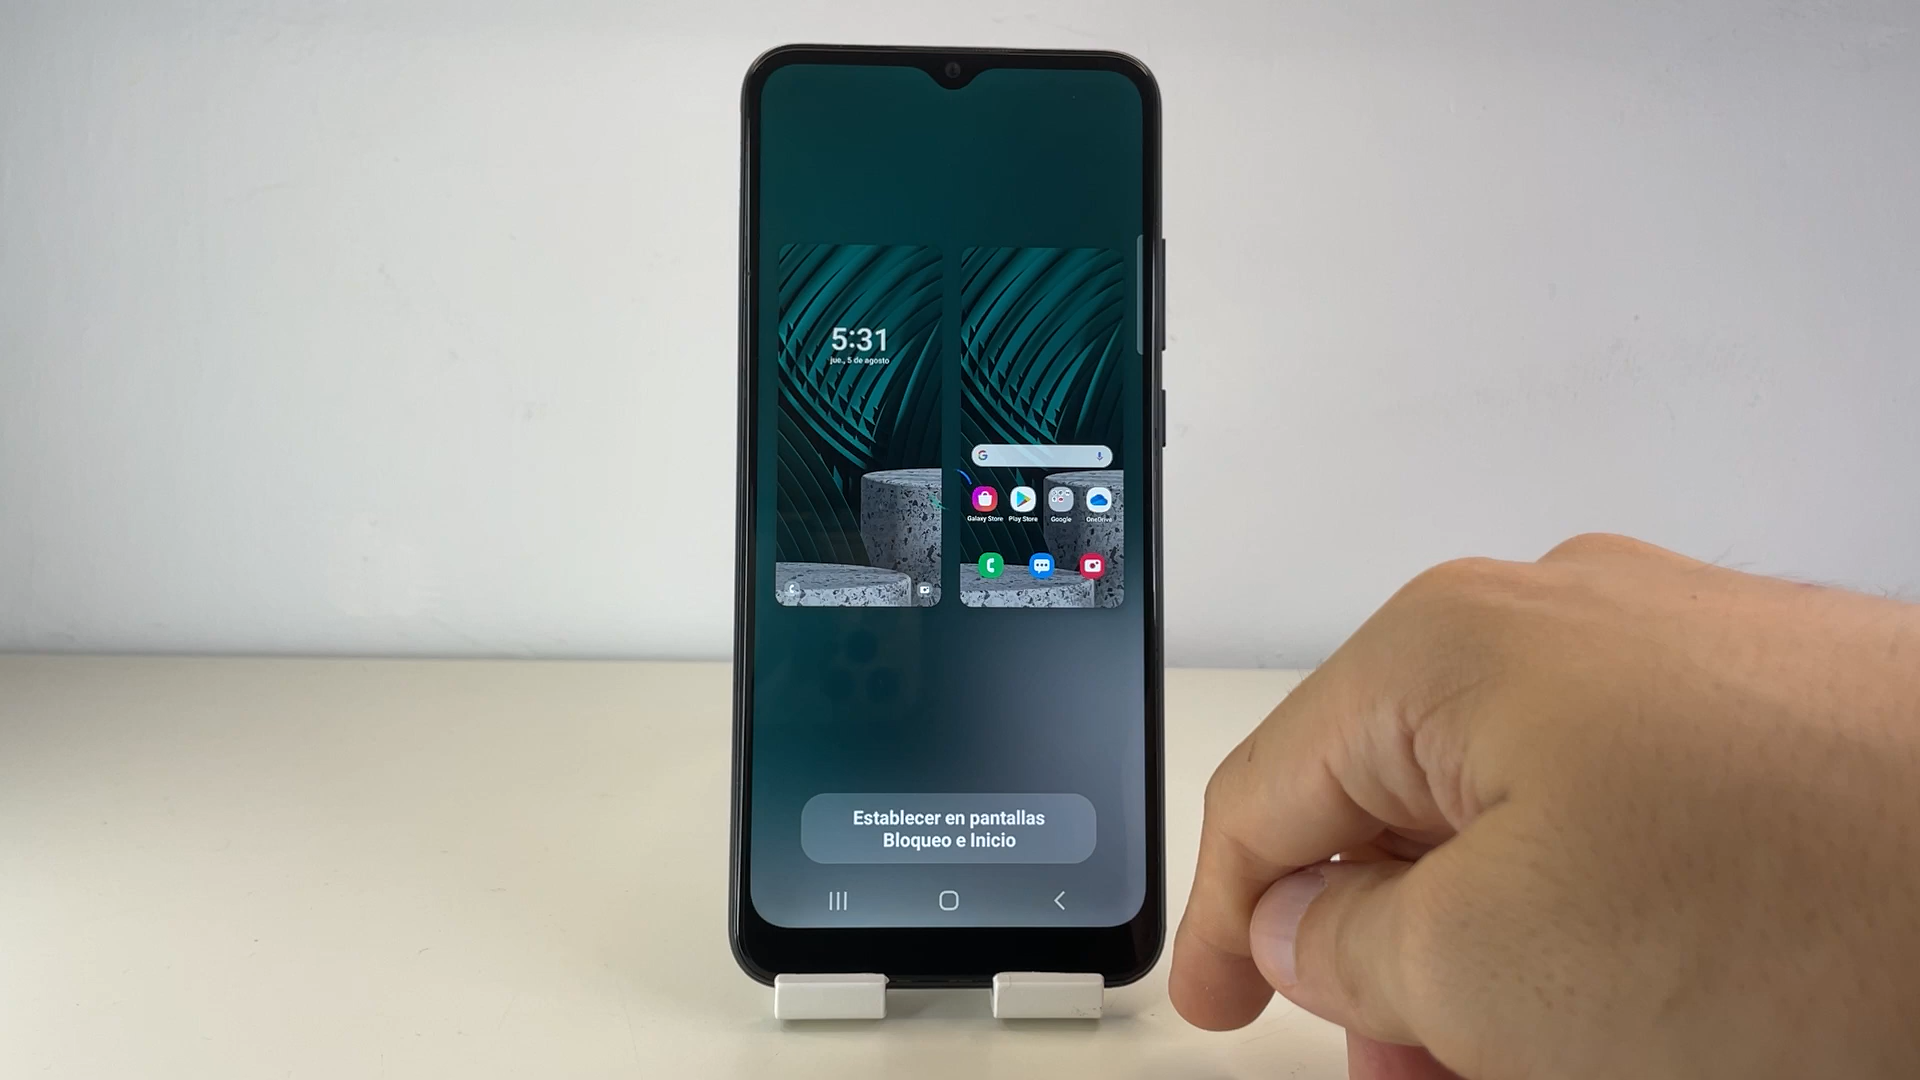 5:31
jue., 5 de agosto
Galaxy Store
Play Store
Google
OneDrive
Establecer en pantallas
Bloqueo e Inicio